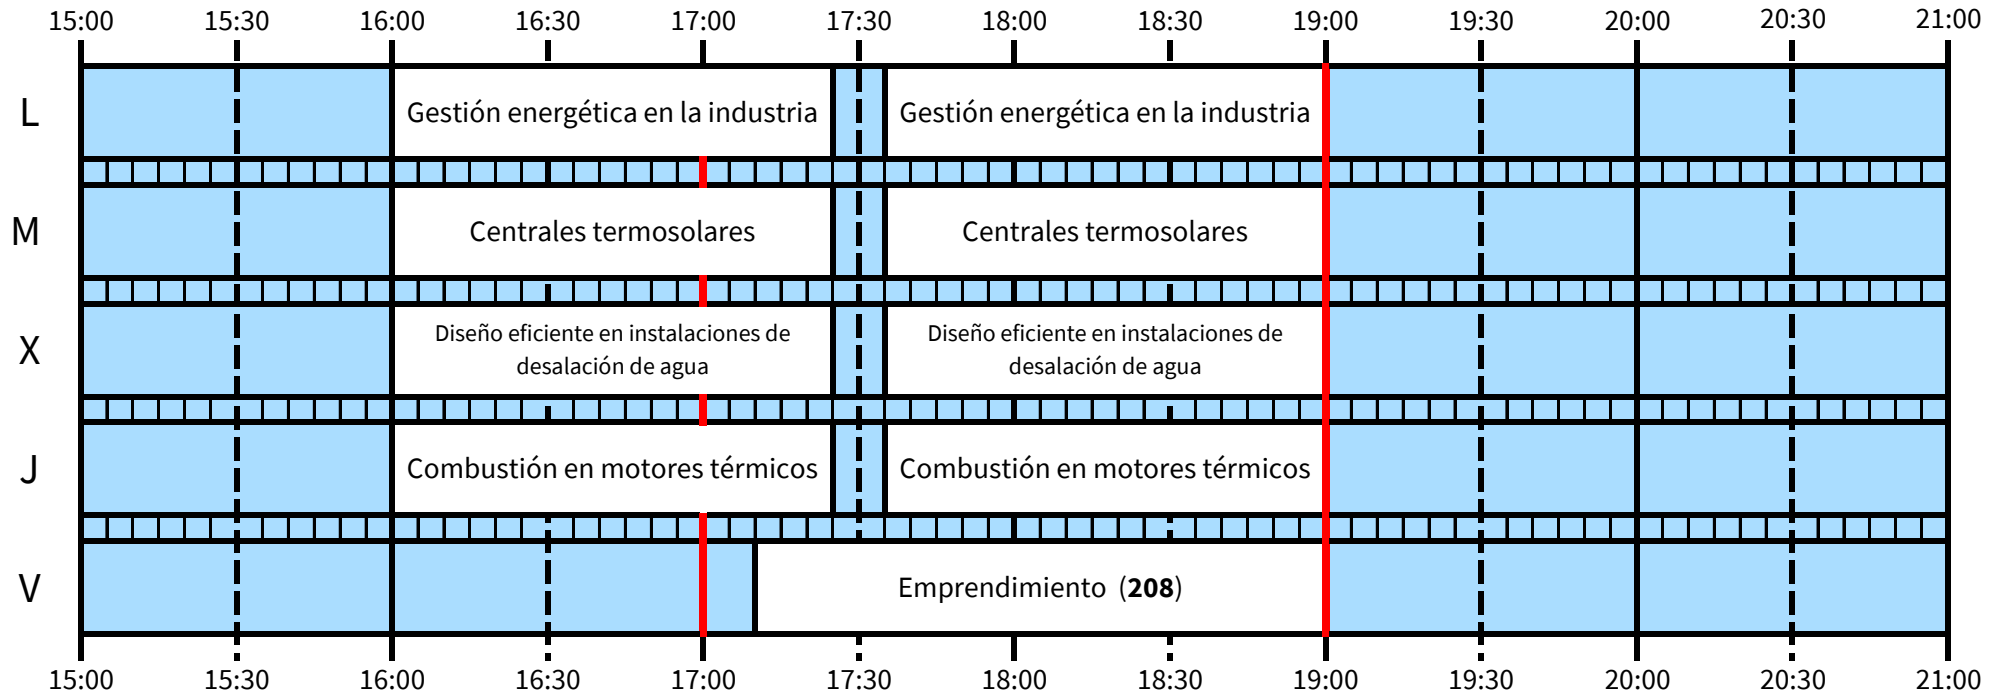 15:00 15:30 16:00 16:30 17:00 17:30 18:00 18:30 19:00 19:30 20:00 20:30 21:00
L Gestión energética en la industria Gestión energética en la industria
M Centrales termosolares Centrales termosolares
X Diseño eficiente en instalaciones de Diseño eficiente en instalaciones de
desalación de agua desalación de agua
J Combustión en motores térmicos Combustión en motores térmicos
V Emprendimiento (208)
15:00 15:30 16:00 16:30 17:00 17:30 18:00 18:30 19:00 19:30 20:00 20:30 21:00